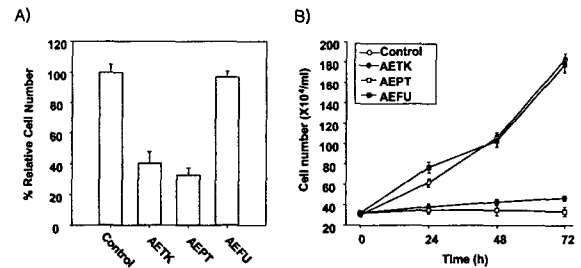 A)
% Relative Cell Number
120
100
80
60
40
20
0
Control
AETK
AEPT
AEFU
B)
Cell number (X10⁴/ml)
200
180
160
140
120
100
80
60
40
20
Control
AETK
AEPT
AEFU
0
24
48
72
Time (h)